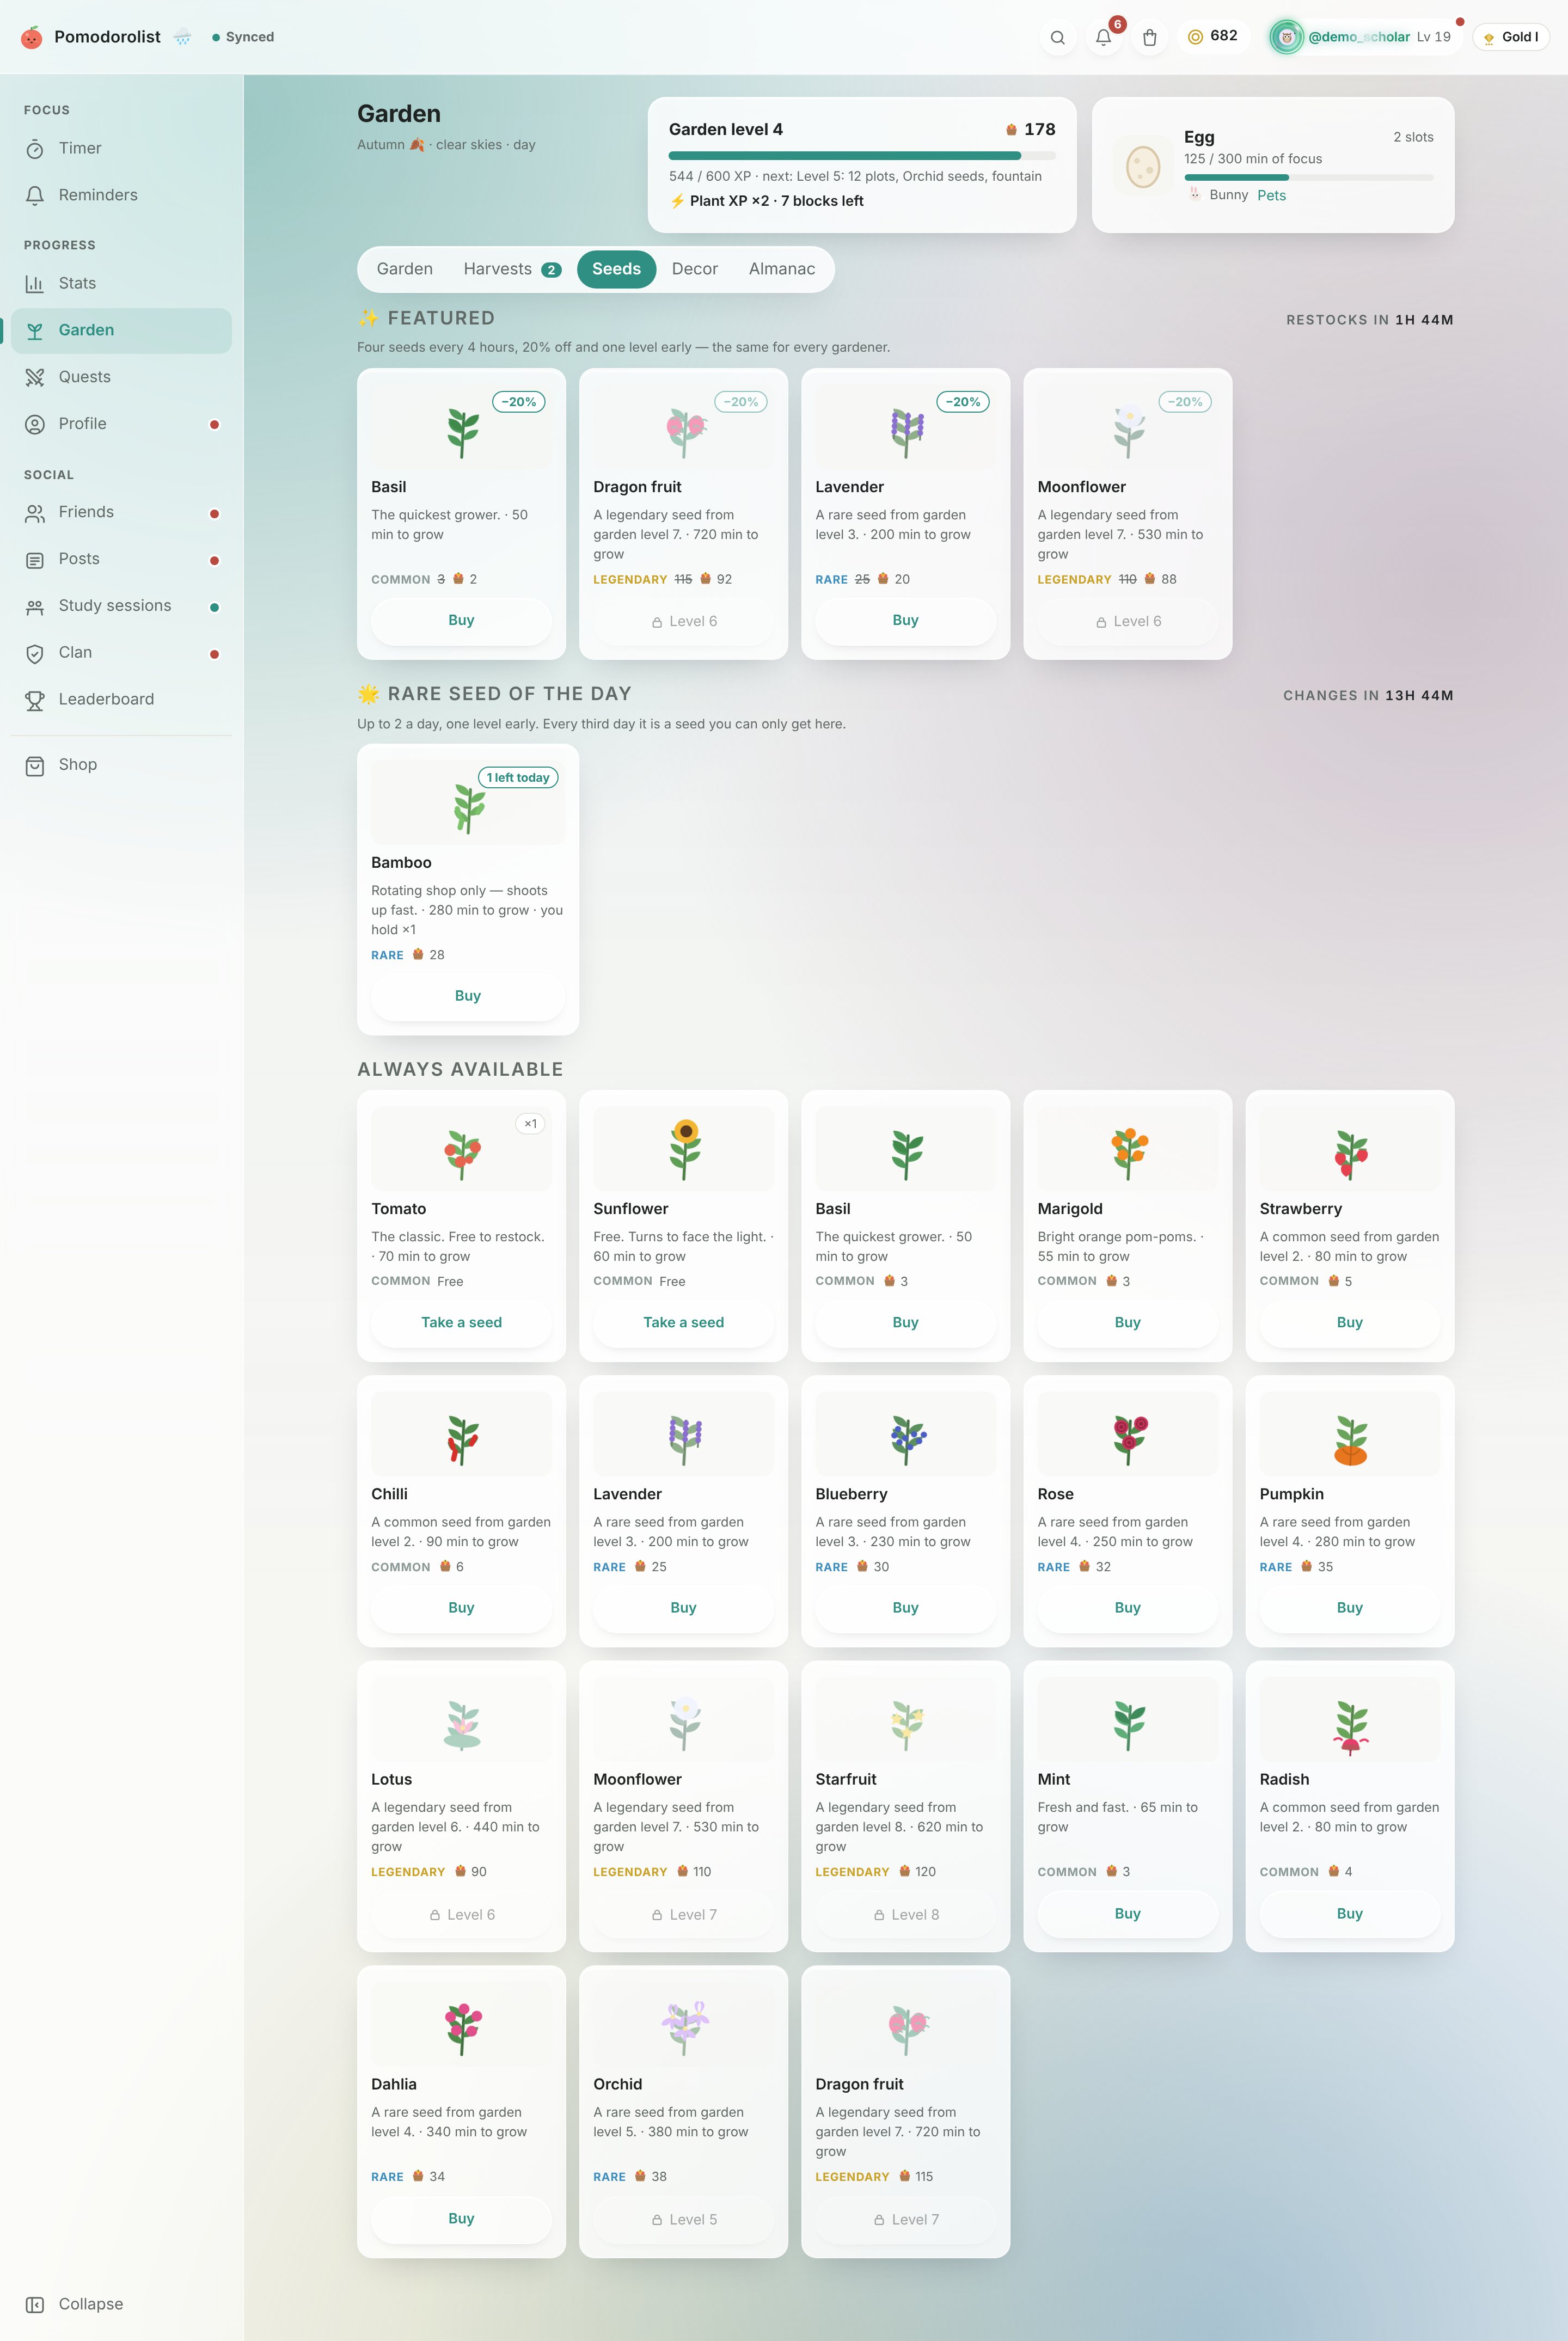 Pomodorolist
Synced
6
682
@demo_scholar Lv 19
Gold I
FOCUS
Timer
Reminders
PROGRESS
Stats
Garden
Quests
Profile
SOCIAL
Friends
Posts
Study sessions
Clan
Leaderboard
Shop
Collapse
Garden
Autumn 🍂 · clear skies · day
Garden level 4
178
544 / 600 XP · next: Level 5: 12 plots, Orchid seeds, fountain
⚡ Plant XP ×2 · 7 blocks left
Egg
2 slots
125 / 300 min of focus
Bunny Pets
Garden
Harvests 2
Seeds
Decor
Almanac
✨ FEATURED
RESTOCKS IN 1H 44M
Four seeds every 4 hours, 20% off and one level early — the same for every gardener.
−20%
Basil
The quickest grower. · 50
min to grow
COMMON 3 2
Buy
−20%
Dragon fruit
A legendary seed from
garden level 7. · 720 min to
grow
LEGENDARY 115 92
Level 6
−20%
Lavender
A rare seed from garden
level 3. · 200 min to grow
RARE 25 20
Buy
−20%
Moonflower
A legendary seed from
garden level 7. · 530 min to
grow
LEGENDARY 110 88
Level 6
🌟 RARE SEED OF THE DAY
CHANGES IN 13H 44M
Up to 2 a day, one level early. Every third day it is a seed you can only get here.
1 left today
Bamboo
Rotating shop only — shoots
up fast. · 280 min to grow · you
hold ×1
RARE 28
Buy
ALWAYS AVAILABLE
×1
Tomato
The classic. Free to restock.
· 70 min to grow
COMMON Free
Take a seed
Sunflower
Free. Turns to face the light. ·
60 min to grow
COMMON Free
Take a seed
Basil
The quickest grower. · 50
min to grow
COMMON 3
Buy
Marigold
Bright orange pom-poms. ·
55 min to grow
COMMON 3
Buy
Strawberry
A common seed from garden
level 2. · 80 min to grow
COMMON 5
Buy
Chilli
A common seed from garden
level 2. · 90 min to grow
COMMON 6
Buy
Lavender
A rare seed from garden
level 3. · 200 min to grow
RARE 25
Buy
Blueberry
A rare seed from garden
level 3. · 230 min to grow
RARE 30
Buy
Rose
A rare seed from garden
level 4. · 250 min to grow
RARE 32
Buy
Pumpkin
A rare seed from garden
level 4. · 280 min to grow
RARE 35
Buy
Lotus
A legendary seed from
garden level 6. · 440 min to
grow
LEGENDARY 90
Level 6
Moonflower
A legendary seed from
garden level 7. · 530 min to
grow
LEGENDARY 110
Level 7
Starfruit
A legendary seed from
garden level 8. · 620 min to
grow
LEGENDARY 120
Level 8
Mint
Fresh and fast. · 65 min to
grow
COMMON 3
Buy
Radish
A common seed from garden
level 2. · 80 min to grow
COMMON 4
Buy
Dahlia
A rare seed from garden
level 4. · 340 min to grow
RARE 34
Buy
Orchid
A rare seed from garden
level 5. · 380 min to grow
RARE 38
Level 5
Dragon fruit
A legendary seed from
garden level 7. · 720 min to
grow
LEGENDARY 115
Level 7